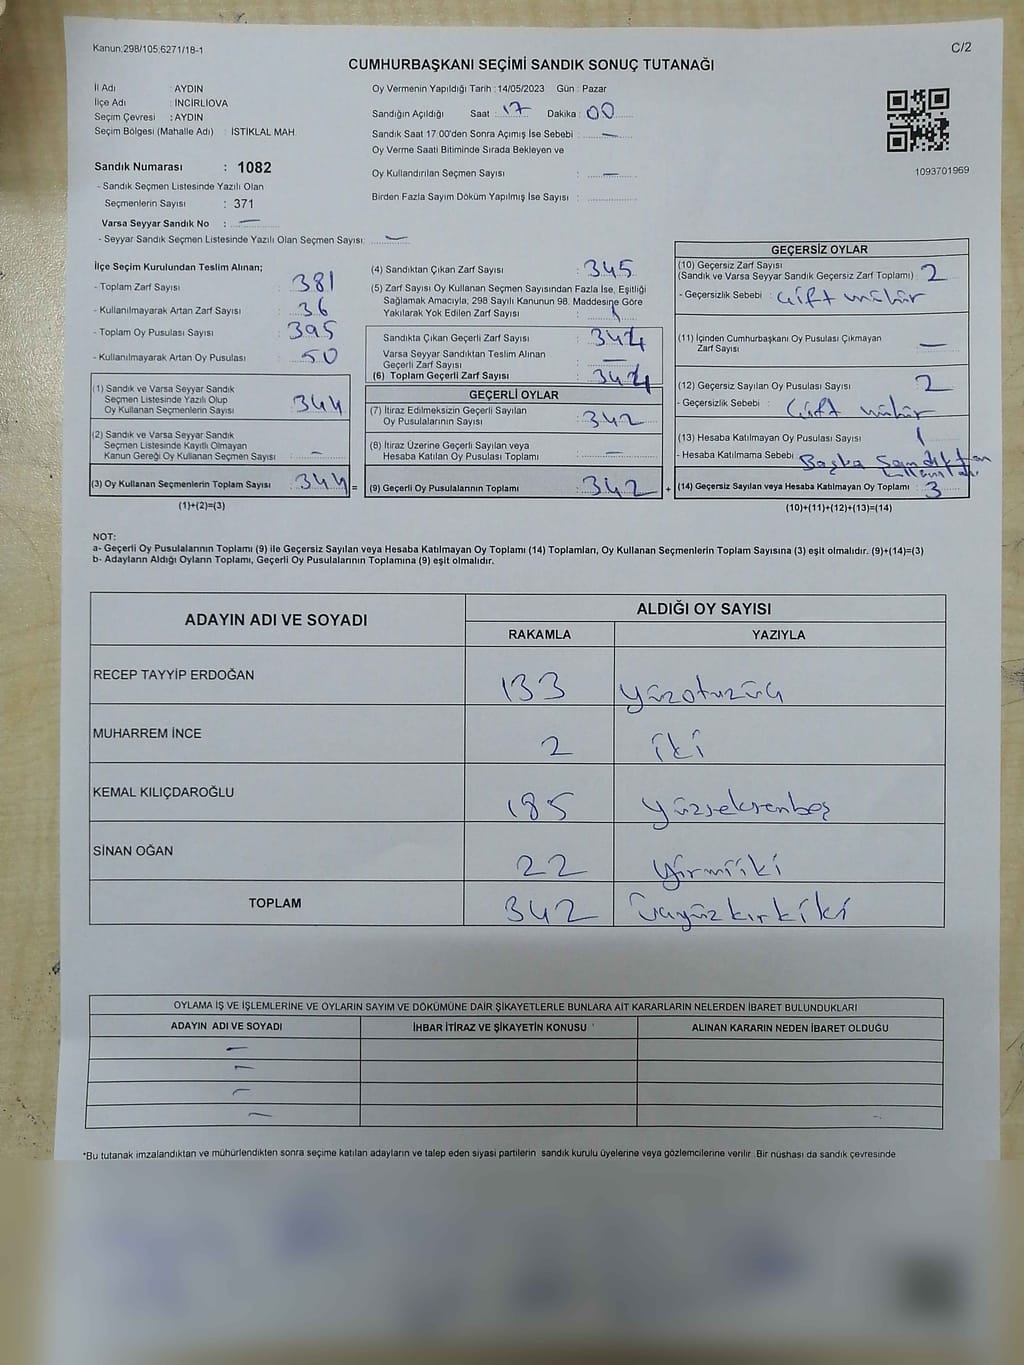 Kanun,298/105,6271/18-1
C/2
CUMHURBAŞKANI SEÇİMİ SANDIK SONUÇ TUTANAĞI
İl Adı : AYDIN
İlçe Adı : İNCİRLİOVA
Seçim Çevresi : AYDIN
Seçim Bölgesi (Mahalle Adı) : İSTİKLAL MAH.
Sandık Numarası : 1082
- Sandık Seçmen Listesinde Yazılı Olan
Seçmenlerin Sayısı : 371
Varsa Seyyar Sandık No : —
- Seyyar Sandık Seçmen Listesinde Yazılı Olan Seçmen Sayısı: —
Oy Vermenin Yapıldığı Tarih : 14/05/2023 Gün : Pazar
Sandığın Açıldığı Saat : 17 Dakika : 00
Sandık Saat 17.00'den Sonra Açımış İse Sebebi : —
Oy Verme Saati Bitiminde Sırada Bekleyen ve
Oy Kullandırılan Seçmen Sayısı : —
Birden Fazla Sayım Döküm Yapılmış İse Sayısı :
1093701969
İlçe Seçim Kurulundan Teslim Alınan;
- Toplam Zarf Sayısı : 381
- Kullanılmayarak Artan Zarf Sayısı : 36
- Toplam Oy Pusulası Sayısı : 395
- Kullanılmayarak Artan Oy Pusulası : 50
(1) Sandık ve Varsa Seyyar Sandık
Seçmen Listesinde Yazılı Olup
Oy Kullanan Seçmenlerin Sayısı : 344
(2) Sandık ve Varsa Seyyar Sandık
Seçmen Listesinde Kayıtlı Olmayan
Kanun Gereği Oy Kullanan Seçmen Sayısı : —
(3) Oy Kullanan Seçmenlerin Toplam Sayısı : 344 =
(1)+(2)=(3)
(4) Sandıktan Çıkan Zarf Sayısı : 345
(5) Zarf Sayısı Oy Kullanan Seçmen Sayısından Fazla İse, Eşitliği
Sağlamak Amacıyla, 298 Sayılı Kanunun 98. Maddesine Göre
Yakılarak Yok Edilen Zarf Sayısı : 1
Sandıkta Çıkan Geçerli Zarf Sayısı : 344
Varsa Seyyar Sandıktan Teslim Alınan
Geçerli Zarf Sayısı : —
(6) Toplam Geçerli Zarf Sayısı : 344
GEÇERLİ OYLAR
(7) İtiraz Edilmeksizin Geçerli Sayılan
Oy Pusulalarının Sayısı : 342
(8) İtiraz Üzerine Geçerli Sayılan veya
Hesaba Katılan Oy Pusulası Toplamı : —
(9) Geçerli Oy Pusulalarının Toplamı : 342 +
GEÇERSİZ OYLAR
(10) Geçersiz Zarf Sayısı
(Sandık ve Varsa Seyyar Sandık Geçersiz Zarf Toplamı) : 2
- Geçersizlik Sebebi : Çift mühür
(11) İçinden Cumhurbaşkanı Oy Pusulası Çıkmayan
Zarf Sayısı : —
(12) Geçersiz Sayılan Oy Pusulası Sayısı : 2
- Geçersizlik Sebebi : Çift mühür
(13) Hesaba Katılmayan Oy Pusulası Sayısı : 1
- Hesaba Katılmama Sebebi : Başka Sandıktan
(14) Geçersiz Sayılan veya Hesaba Katılmayan Oy Toplamı : 3
(10)+(11)+(12)+(13)=(14)
NOT:
a- Geçerli Oy Pusulalarının Toplamı (9) ile Geçersiz Sayılan veya Hesaba Katılmayan Oy Toplamı (14) Toplamları, Oy Kullanan Seçmenlerin Toplam Sayısına (3) eşit olmalıdır. (9)+(14)=(3)
b- Adayların Aldığı Oyların Toplamı, Geçerli Oy Pusulalarının Toplamına (9) eşit olmalıdır.
ADAYIN ADI VE SOYADI
ALDIĞI OY SAYISI
RAKAMLA YAZIYLA
RECEP TAYYİP ERDOĞAN 133 yüzotuzüç
MUHARREM İNCE 2 iki
KEMAL KILIÇDAROĞLU 185 yüzseksenbeş
SİNAN OĞAN 22 yirmiiki
TOPLAM 342 üçyüzkırkiki
OYLAMA İŞ VE İŞLEMLERİNE VE OYLARIN SAYIM VE DÖKÜMÜNE DAİR ŞİKAYETLERLE BUNLARA AİT KARARLARIN NELERDEN İBARET BULUNDUKLARI
ADAYIN ADI VE SOYADI İHBAR İTİRAZ VE ŞİKAYETİN KONUSU ALINAN KARARIN NEDEN İBARET OLDUĞU
—
—
—
—
*Bu tutanak imzalandıktan ve mühürlendikten sonra seçime katılan adayların ve talep eden siyasi partilerin sandık kurulu üyelerine veya gözlemcilerine verilir. Bir nüshası da sandık çevresinde